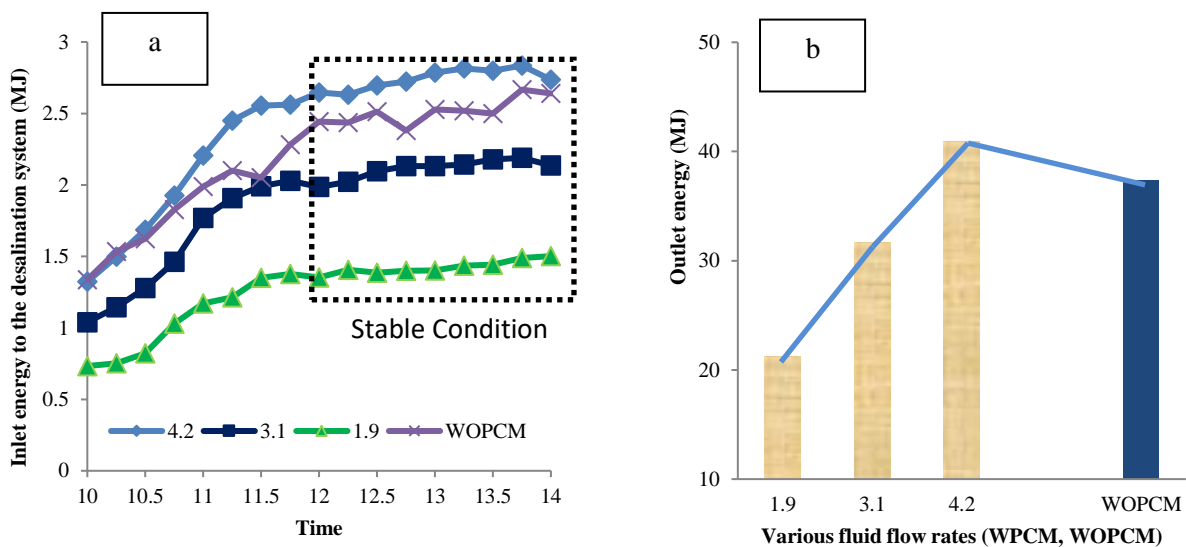 a
Inlet energy to the desalination system (MJ)
3
2.5
2
1.5
1
0.5
0
Stable Condition
4.2 3.1 1.9 WOPCM
10 10.5 11 11.5 12 12.5 13 13.5 14
Time
b
Outlet energy (MJ)
50
40
30
20
10
1.9 3.1 4.2 WOPCM
Various fluid flow rates (WPCM, WOPCM)